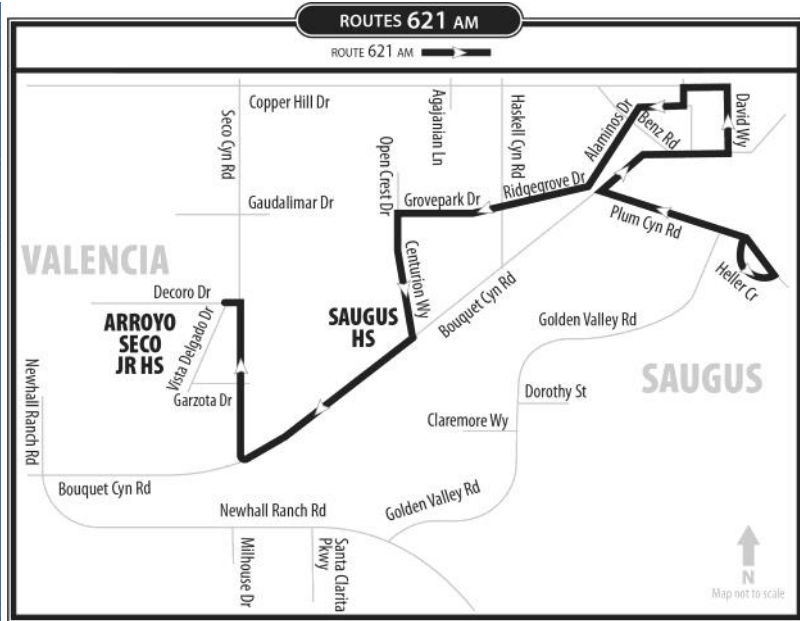 ROUTES 621 AM
ROUTE 621 AM
Copper Hill Dr
Seco Cyn Rd
Agajanian Ln
Haskell Cyn Rd
Alaminos Dr
Benz Rd
David Wy
Open Crest Dr
Grovepark Dr
Ridgegrove Dr
Gaudalimar Dr
Plum Cyn Rd
VALENCIA
Centurion Wy
Heller Cr
Decoro Dr
Bouquet Cyn Rd
ARROYO
SECO
JR HS
Vista Delgado Dr
SAUGUS
HS
Golden Valley Rd
SAUGUS
Newhall Ranch Rd
Garzota Dr
Dorothy St
Claremore Wy
Bouquet Cyn Rd
Golden Valley Rd
Newhall Ranch Rd
Milhouse Dr
Santa Clarita
Pkwy
N
Map not to scale